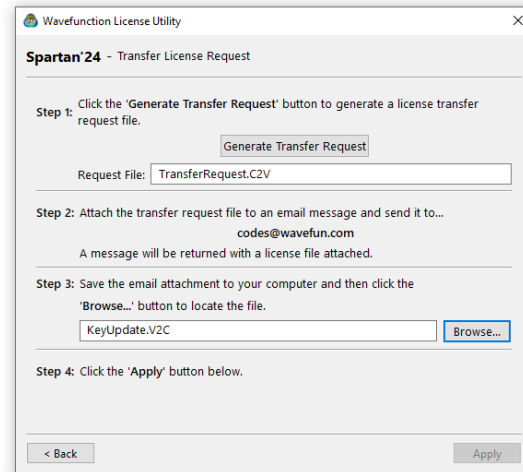 Wavefunction License Utility
Spartan'24 - Transfer License Request
Step 1: Click the 'Generate Transfer Request' button to generate a license transfer
request file.
Generate Transfer Request
Request File: TransferRequest.C2V
Step 2: Attach the transfer request file to an email message and send it to...
codes@wavefun.com
A message will be returned with a license file attached.
Step 3: Save the email attachment to your computer and then click the
'Browse...' button to locate the file.
KeyUpdate.V2C Browse...
Step 4: Click the 'Apply' button below.
< Back Apply